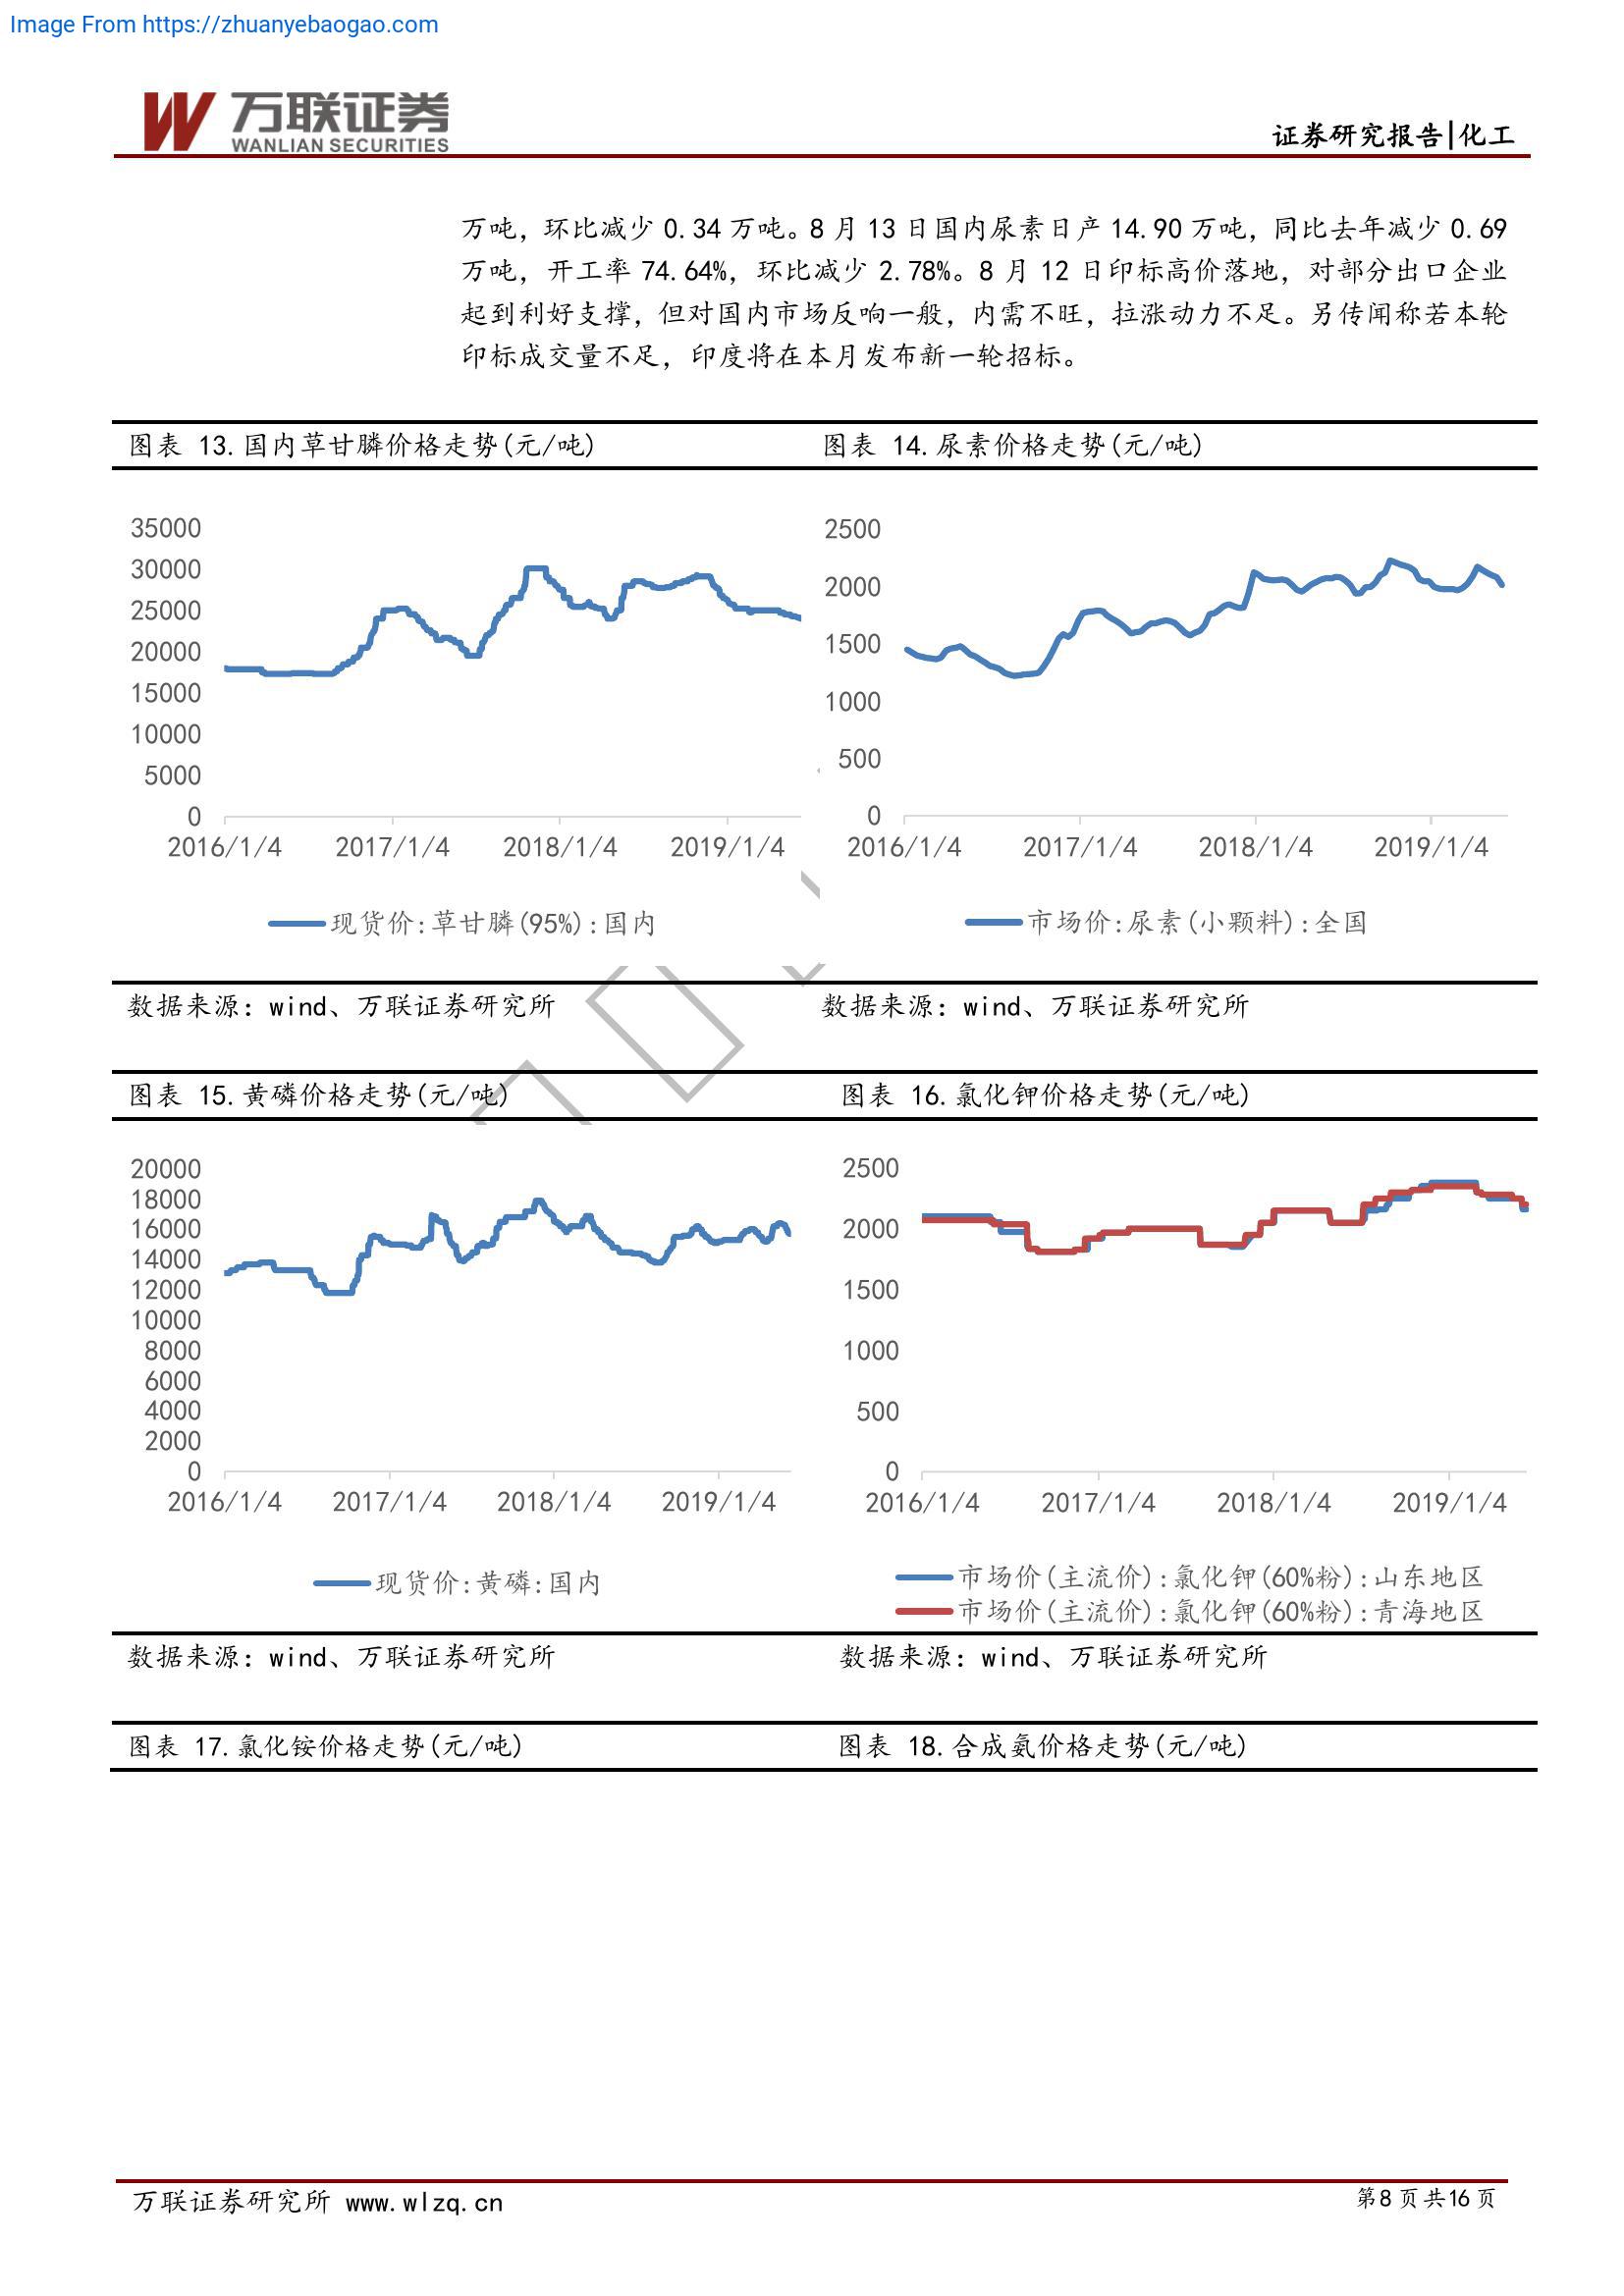 Image From https://zhuanyebaogao.com
万联证券
WANLIAN SECURITIES
证券研究报告|化工
万吨，环比减少 0.34 万吨。8 月 13 日国内尿素日产 14.90 万吨，同比去年减少 0.69
万吨，开工率 74.64%，环比减少 2.78%。8 月 12 日印标高价落地，对部分出口企业
起到利好支撑，但对国内市场反响一般，内需不旺，拉涨动力不足。另传闻称若本轮
印标成交量不足，印度将在本月发布新一轮招标。
图表 13.国内草甘膦价格走势(元/吨)
35000
30000
25000
20000
15000
10000
5000
0
2016/1/4 2017/1/4 2018/1/4 2019/1/4
现货价:草甘膦(95%):国内
数据来源：wind、万联证券研究所
图表 14.尿素价格走势(元/吨)
2500
2000
1500
1000
500
0
2016/1/4 2017/1/4 2018/1/4 2019/1/4
市场价:尿素(小颗料):全国
数据来源：wind、万联证券研究所
图表 15.黄磷价格走势(元/吨)
20000
18000
16000
14000
12000
10000
8000
6000
4000
2000
0
2016/1/4 2017/1/4 2018/1/4 2019/1/4
现货价:黄磷:国内
数据来源：wind、万联证券研究所
图表 16.氯化钾价格走势(元/吨)
2500
2000
1500
1000
500
0
2016/1/4 2017/1/4 2018/1/4 2019/1/4
市场价(主流价):氯化钾(60%粉):山东地区
市场价(主流价):氯化钾(60%粉):青海地区
数据来源：wind、万联证券研究所
图表 17.氯化铵价格走势(元/吨)
图表 18.合成氨价格走势(元/吨)
万联证券研究所 www.wlzq.cn
第8页共16页